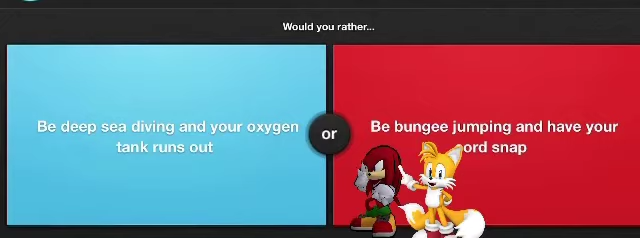 Would you rather...
Be deep sea diving and your oxygen
tank runs out
or
Be bungee jumping and have your
ord snap